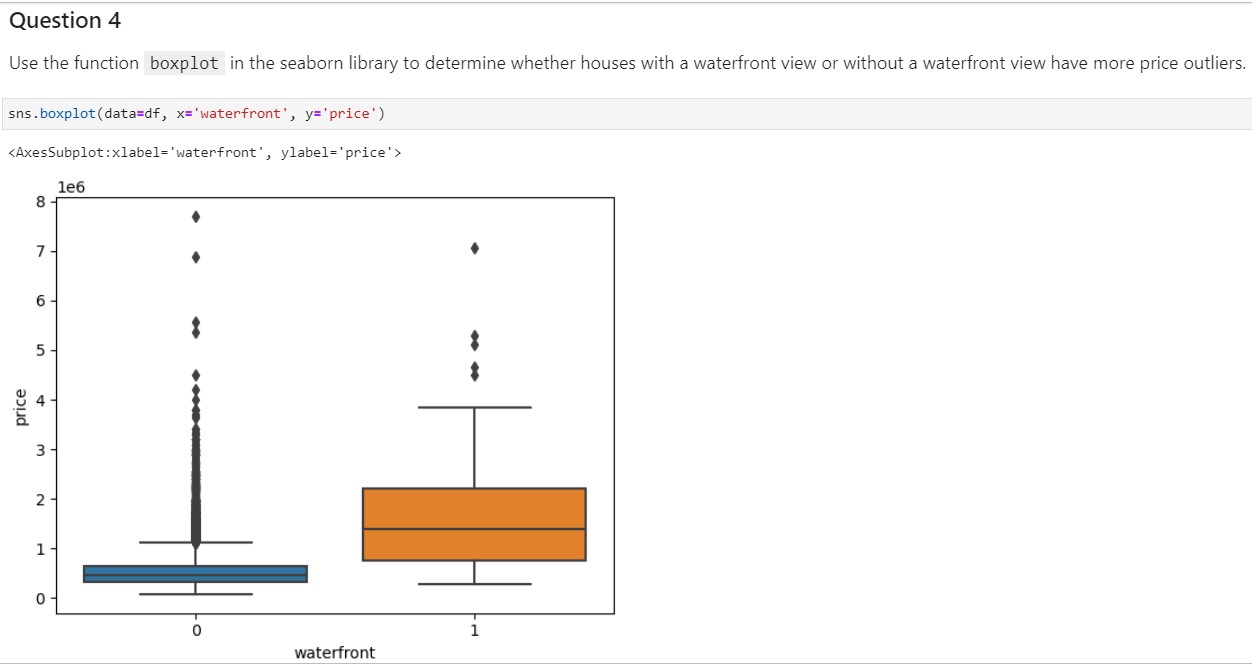 Question 4
Use the function boxplot in the seaborn library to determine whether houses with a waterfront view or without a waterfront view have more price outliers.
sns.boxplot(data=df, x='waterfront', y='price')
<AxesSubplot:xlabel='waterfront', ylabel='price'>
1e6
8
7
6
5
4
3
2
1
0
price
0 1
waterfront